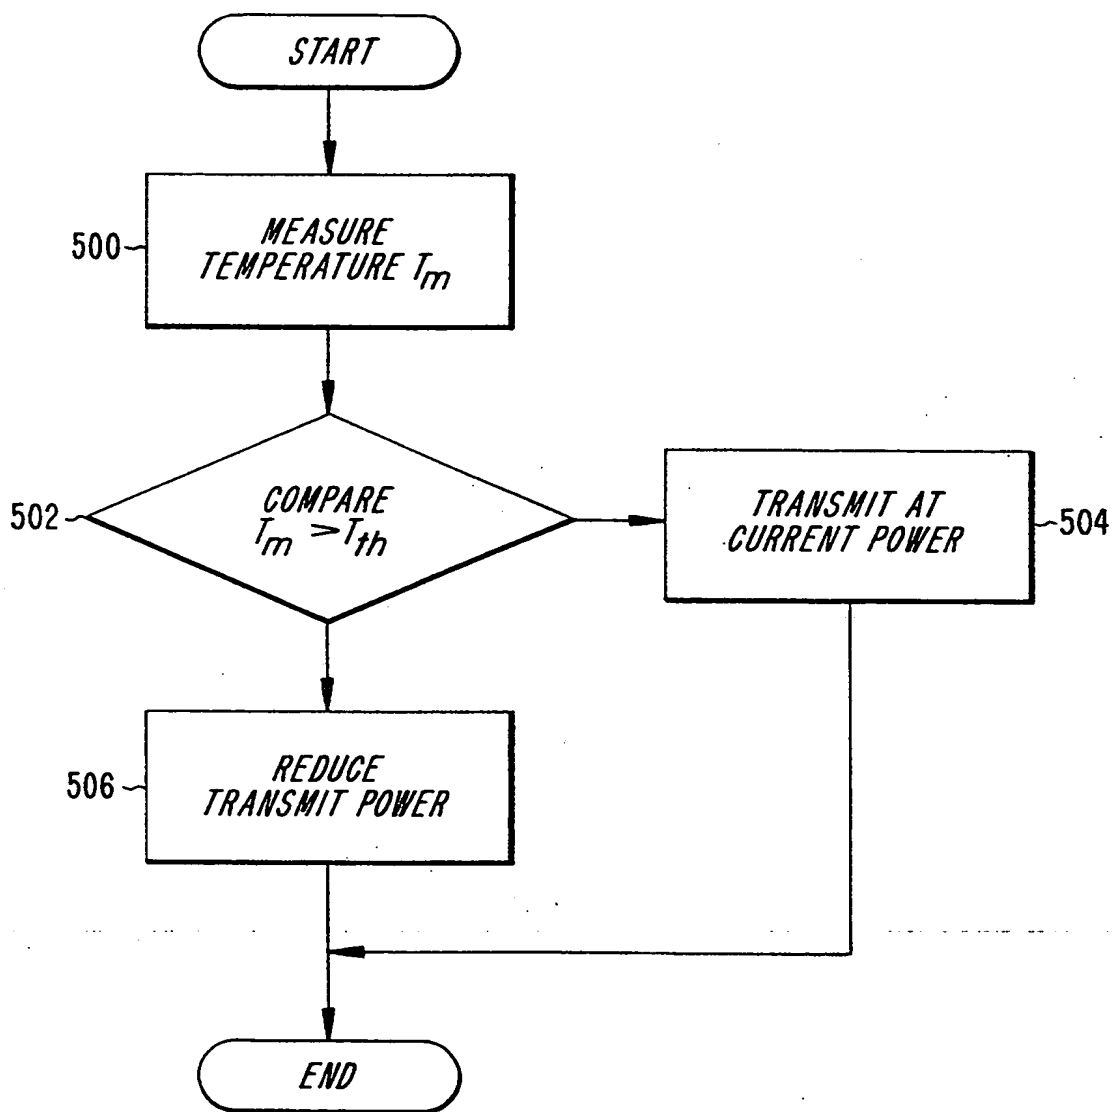 START
500
MEASURE
TEMPERATURE Tm
502
COMPARE
Tm > Tth
TRANSMIT AT
CURRENT POWER
504
506
REDUCE
TRANSMIT POWER
END